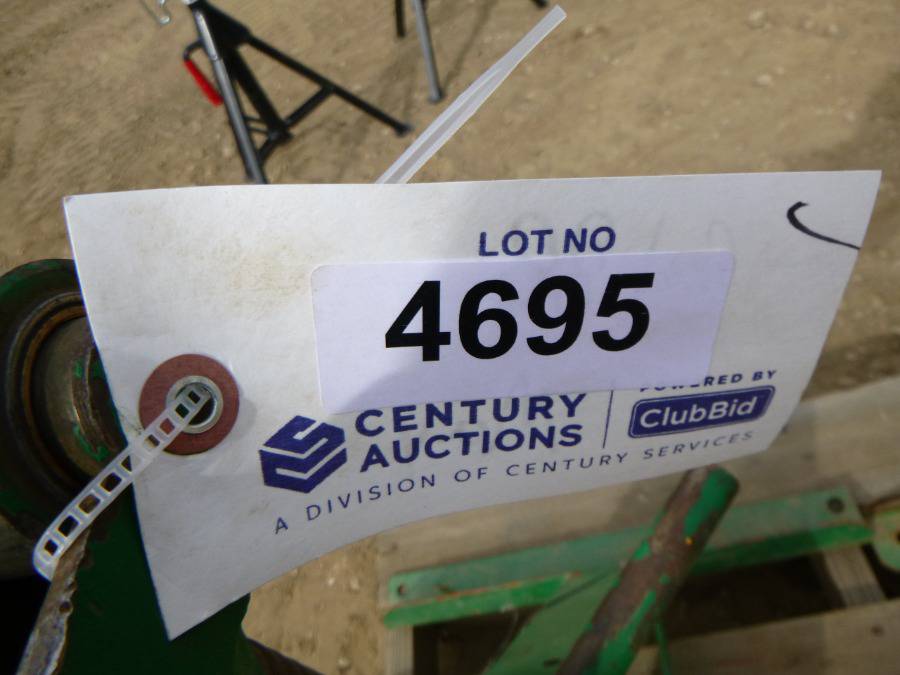 LOT NO
4695
CENTURY
AUCTIONS
POWERED BY
ClubBid
A DIVISION OF CENTURY SERVICES